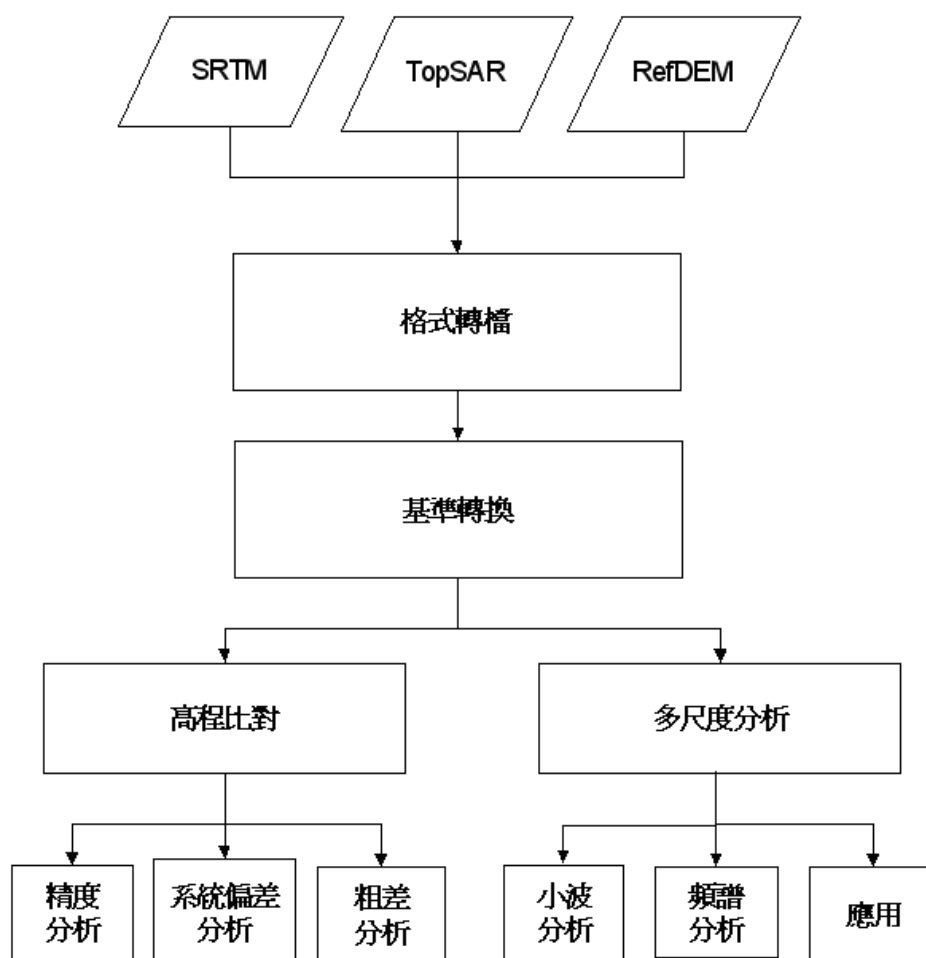 SRTM
TopSAR
RefDEM
格式轉檔
基準轉換
高程比對
多尺度分析
精度
分析
系統偏差
分析
粗差
分析
小波
分析
頻譜
分析
應用